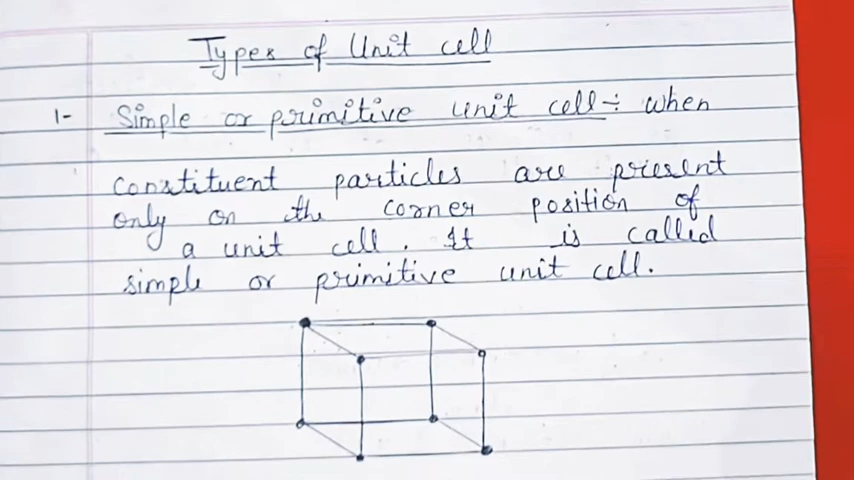 Types of Unit cell
1- Simple or primitive unit cell÷ when
constituent particles are present
only on the corner position of
a unit cell. It is called
simple or primitive unit cell.